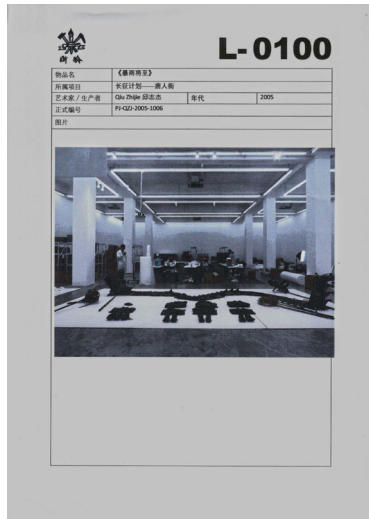 L-0100
物品名 《暴雨将至》
所属项目 长征计划——唐人街
艺术家／生产者 Qiu Zhijie 邱志杰 年代 2005
正式编号 PJ-QZJ-2005-1006
图片